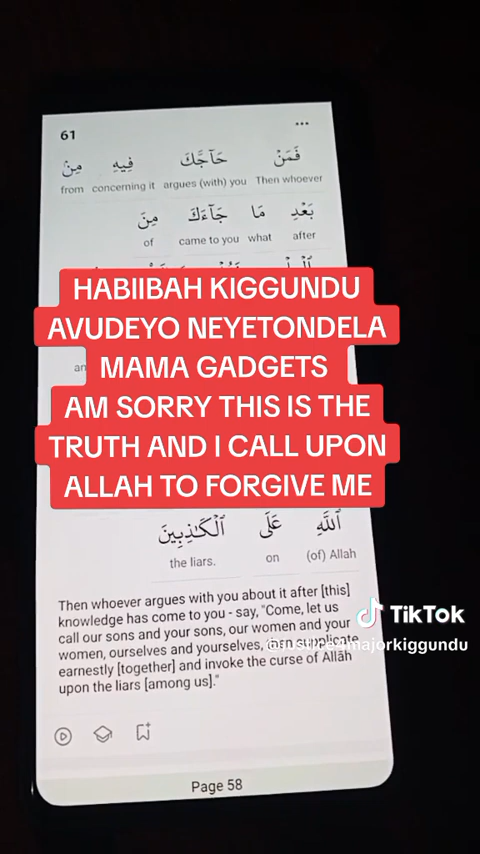 61
...
فَمَنْ حَآجَّكَ فِيهِ مِنۢ
from concerning it argues (with) you Then whoever
بَعْدِ مَا جَآءَكَ مِنَ
of came to you what after
HABIIBAH KIGGUNDU
AVUDEYO NEYETONDELA
MAMA GADGETS
AM SORRY THIS IS THE
TRUTH AND I CALL UPON
ALLAH TO FORGIVE ME
ٱللَّهِ عَلَى ٱلْكَـٰذِبِينَ
the liars. on (of) Allah
Then whoever argues with you about it after [this]
knowledge has come to you - say, "Come, let us
call our sons and your sons, our women and your
women, ourselves and yourselves, supplicate
earnestly [together] and invoke the curse of Allāh
upon the liars [among us]."
TikTok
@justice4majorkiggundu
Page 58